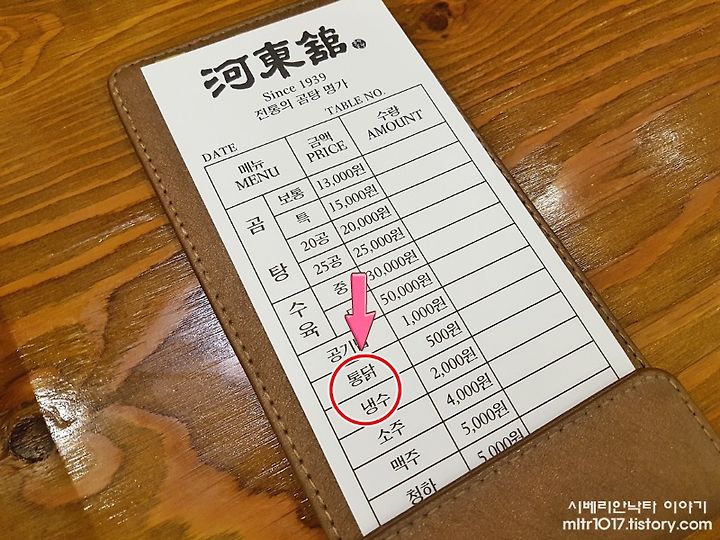 河東舘
Since 1939
전통의 곰탕 명가
DATE TABLE NO.
메뉴 금액 수량
MENU PRICE AMOUNT
곰탕
보통 13,000원
특 15,000원
20공 20,000원
25공 25,000원
수육
중 30,000원
50,000원
공기 1,000원
통닭 500원
냉수 2,000원
소주 4,000원
맥주 5,000원
청하 5,000원
시베리안낙타 이야기
mltr1017.tistory.com